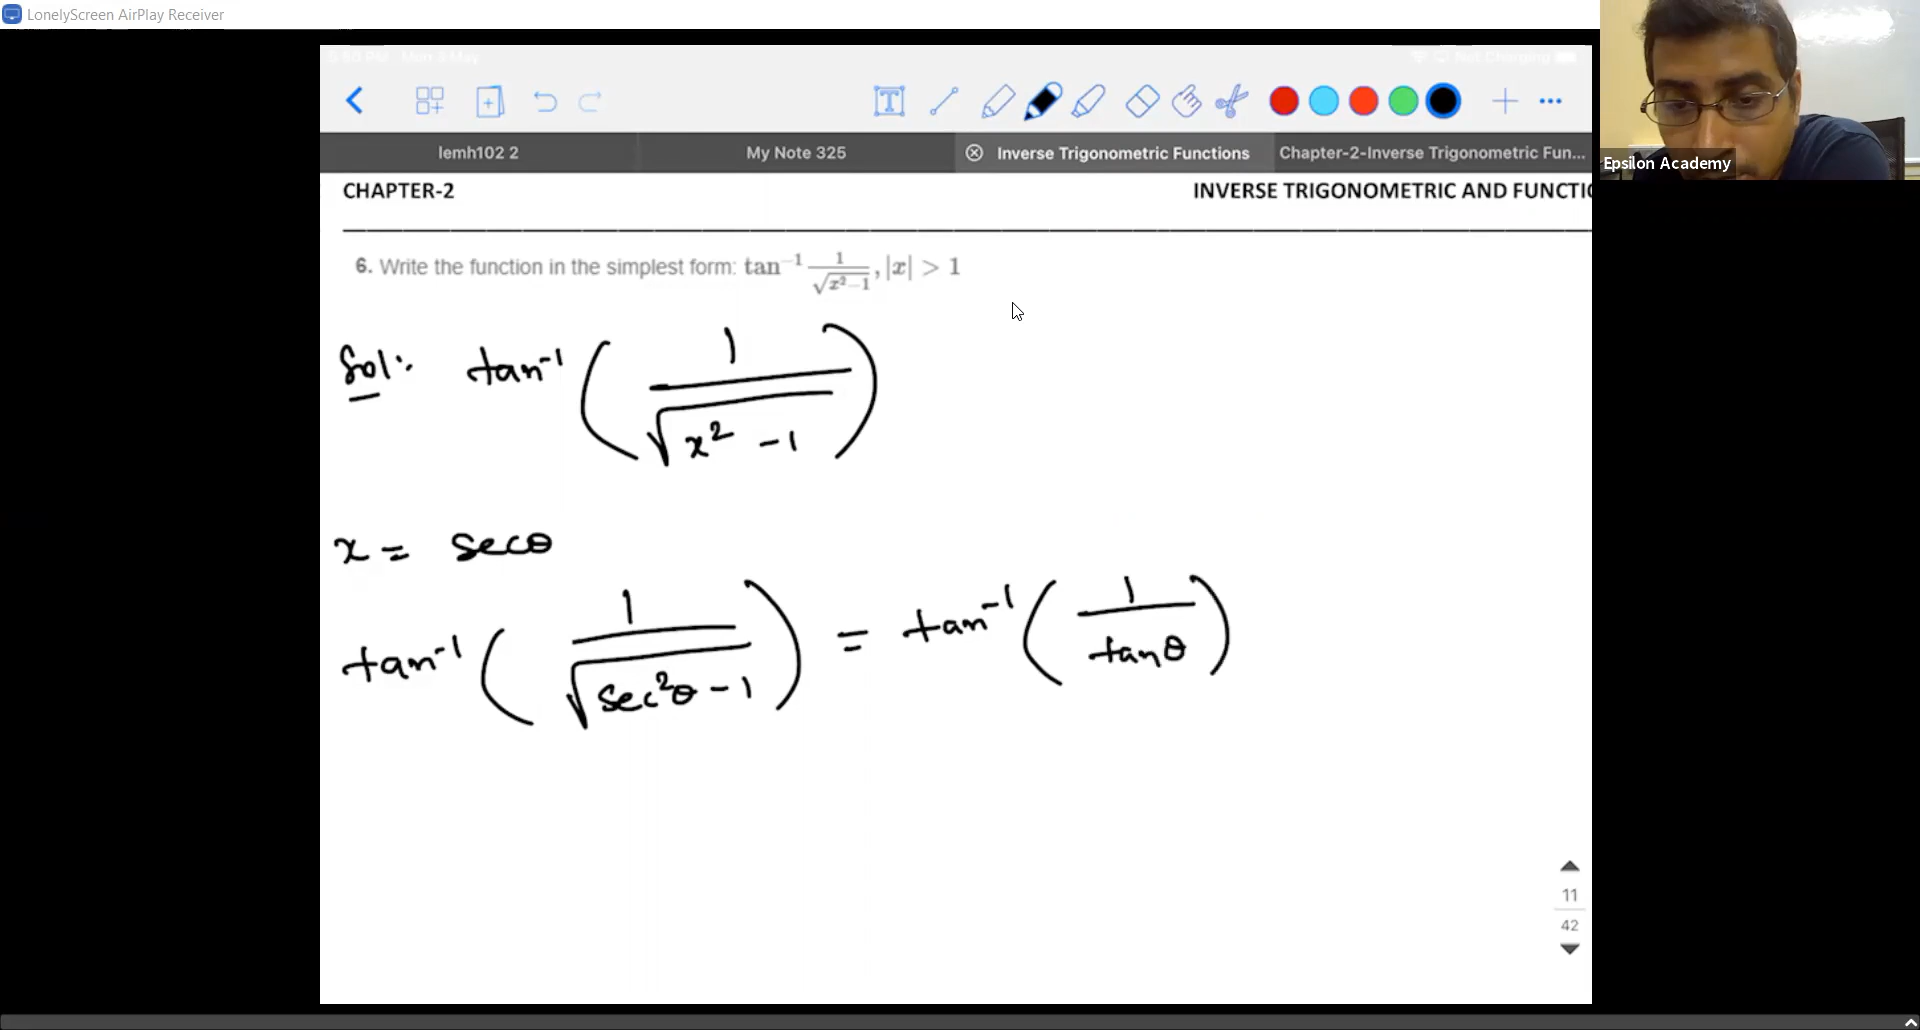 LonelyScreen AirPlay Receiver
lemh102 2
My Note 325
Inverse Trigonometric Functions
Chapter-2-Inverse Trigonometric Fun...
Epsilon Academy
CHAPTER-2
INVERSE TRIGONOMETRIC AND FUNCTIO
6. Write the function in the simplest form: tan⁻¹ 1/√(x²−1), |x| > 1
Sol: tan⁻¹ (1/√(x² − 1))
x = secθ
tan⁻¹ (1/√(sec²θ − 1)) = tan⁻¹ (1/tanθ)
11
42